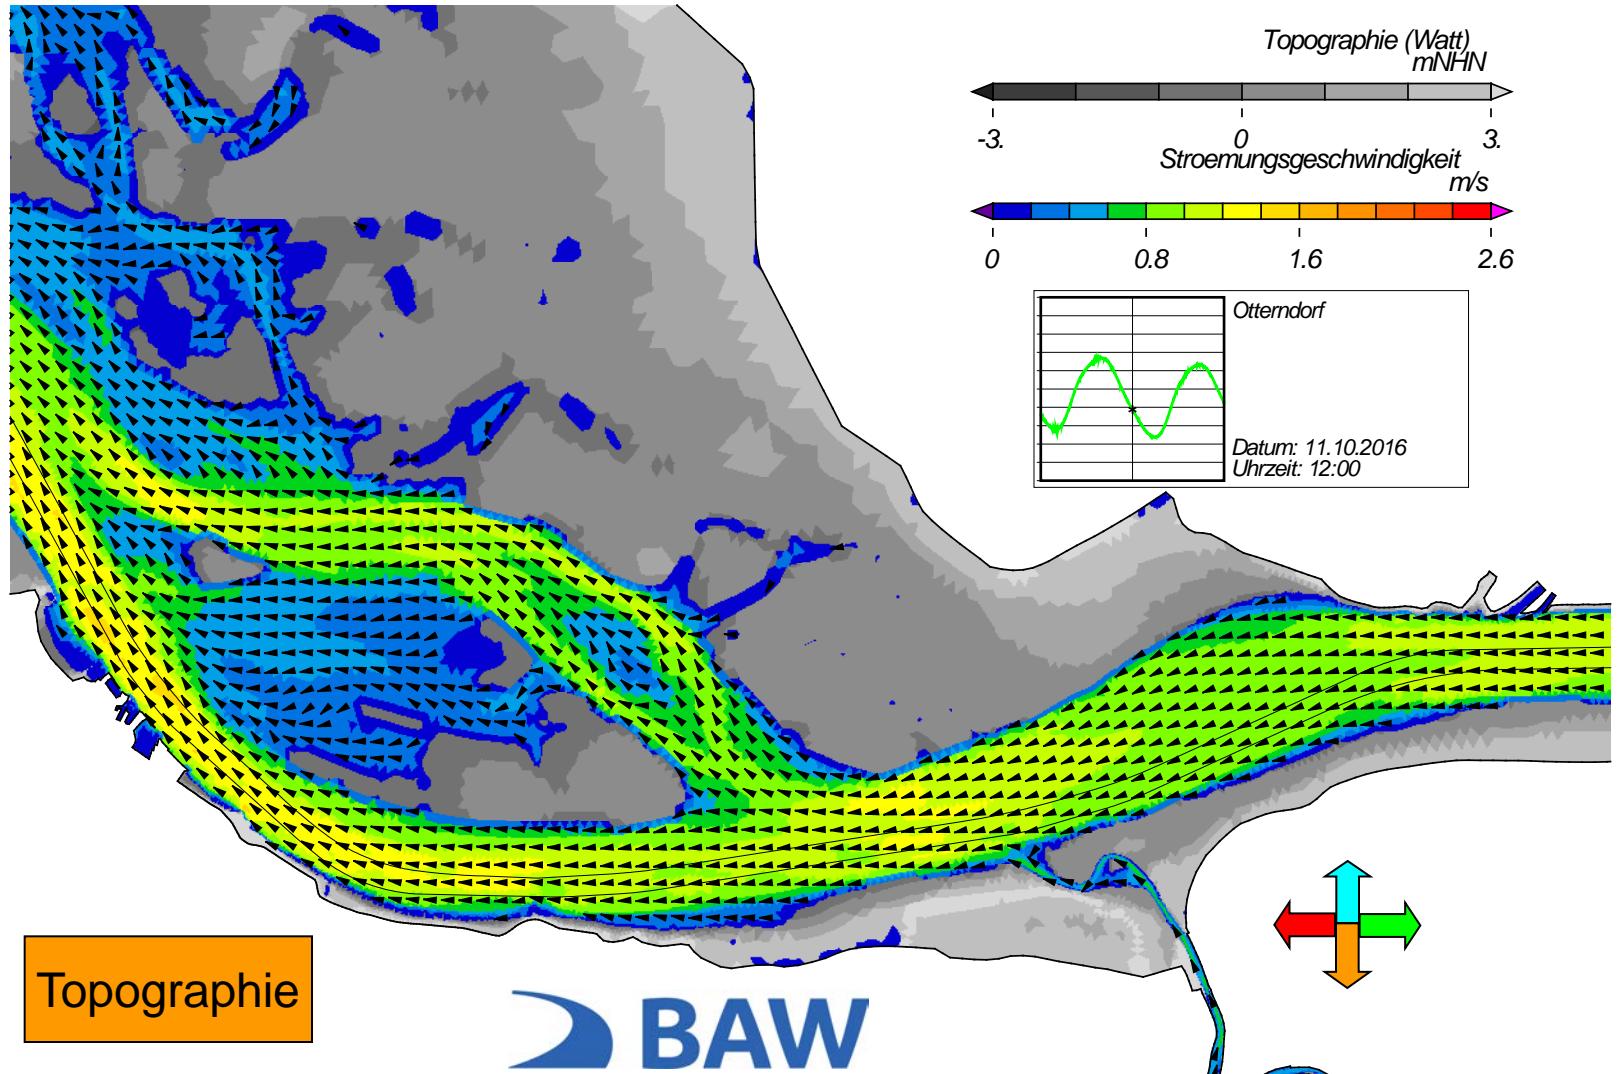 Topographie (Watt)
mNHN
-3. 0 3.
Stroemungsgeschwindigkeit
m/s
0 0.8 1.6 2.6
Otterndorf
Datum: 11.10.2016
Uhrzeit: 12:00
Topographie
BAW